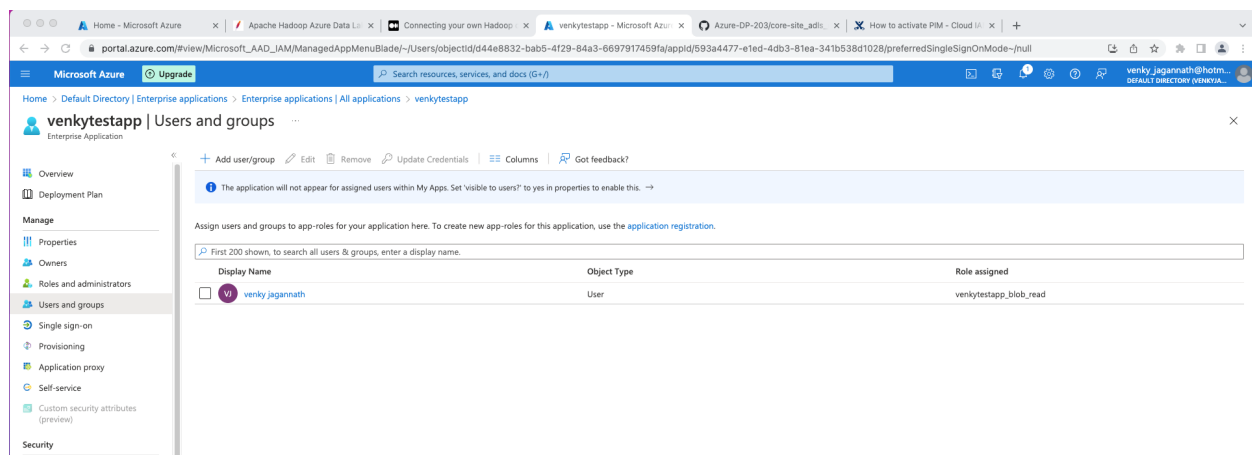 Home - Microsoft Azure
Apache Hadoop Azure Data La
Connecting your own Hadoop
venkytestapp - Microsoft Azur
Azure-DP-203/core-site_adls_
How to activate PIM - Cloud IA
portal.azure.com/#view/Microsoft_AAD_IAM/ManagedAppMenuBlade/~/Users/objectId/d44e8832-bab5-4f29-84a3-6697917459fa/appId/593a4477-e1ed-4db3-81ea-341b538d1028/preferredSingleSignOnMode~/null
Microsoft Azure
Upgrade
Search resources, services, and docs (G+/)
venky_jagannath@hotm...
DEFAULT DIRECTORY (VENKYJA...
Home > Default Directory | Enterprise applications > Enterprise applications | All applications > venkytestapp
venkytestapp | Users and groups ...
Enterprise Application
Add user/group Edit Remove Update Credentials Columns Got feedback?
Overview
Deployment Plan
Manage
Properties
Owners
Roles and administrators
Users and groups
Single sign-on
Provisioning
Application proxy
Self-service
Custom security attributes
(preview)
Security
The application will not appear for assigned users within My Apps. Set 'visible to users?' to yes in properties to enable this. →
Assign users and groups to app-roles for your application here. To create new app-roles for this application, use the application registration.
First 200 shown, to search all users & groups, enter a display name.
Display Name Object Type Role assigned
VJ venky jagannath User venkytestapp_blob_read